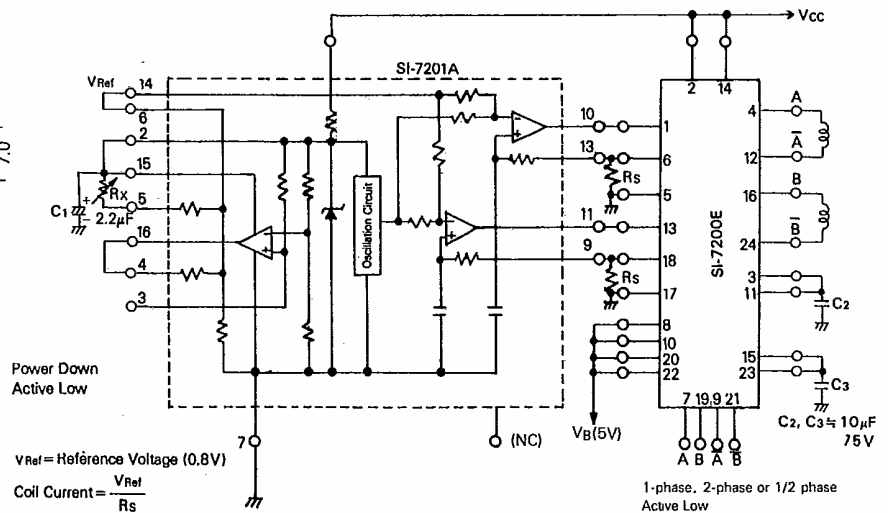 Vcc
SI-7201A
VRef
14
6
2
15
Rx
5
C1
+
− 2.2μF
16
4
3
7.0
Oscillation Circuit
10
13
Rs
11
9
Rs
2 14
1
6
5
13
18
17
8
10
20
22
SI-7200E
4 A
12 A̅
16 B
24 B̅
3
11
C2
15
23
C3
7 19 9 21
A B A̅ B̅
C2, C3≒10μF
75V
VB(5V)
Power Down
Active Low
7
(NC)
VRef=Reférence Voltage (0.8V)
Coil Current= VRef
Rs
1-phase, 2-phase or 1/2 phase
Active Low